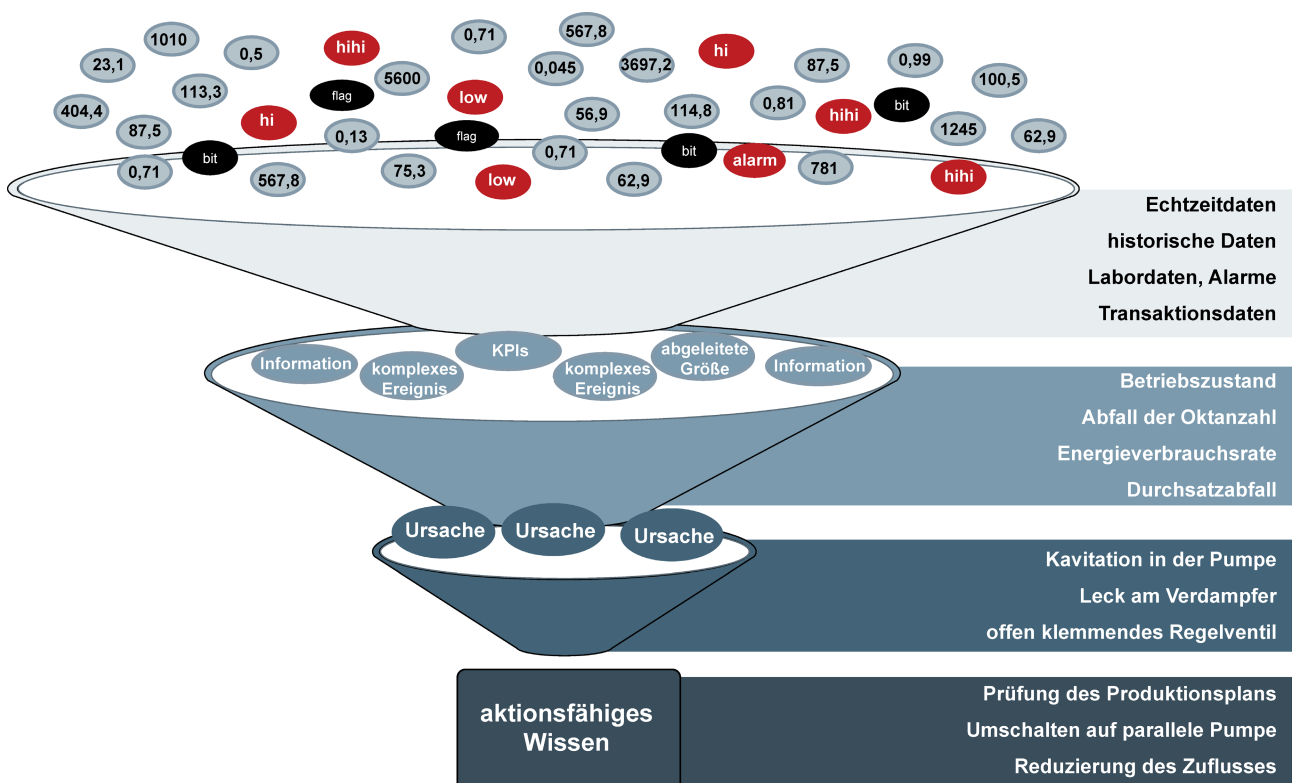 1010
0,5
hihi
0,71
567,8
hi
23,1
113,3
flag
5600
low
0,045
3697,2
87,5
0,99
100,5
404,4
87,5
hi
0,13
flag
56,9
114,8
0,81
hihi
bit
1245
62,9
0,71
bit
567,8
75,3
low
0,71
62,9
bit
alarm
781
hihi
Echtzeitdaten
historische Daten
Labordaten, Alarme
Transaktionsdaten
Information
komplexes
Ereignis
KPIs
komplexes
Ereignis
abgeleitete
Größe
Information
Betriebszustand
Abfall der Oktanzahl
Energieverbrauchsrate
Durchsatzabfall
Ursache
Ursache
Ursache
Kavitation in der Pumpe
Leck am Verdampfer
offen klemmendes Regelventil
aktionsfähiges
Wissen
Prüfung des Produktionsplans
Umschalten auf parallele Pumpe
Reduzierung des Zuflusses